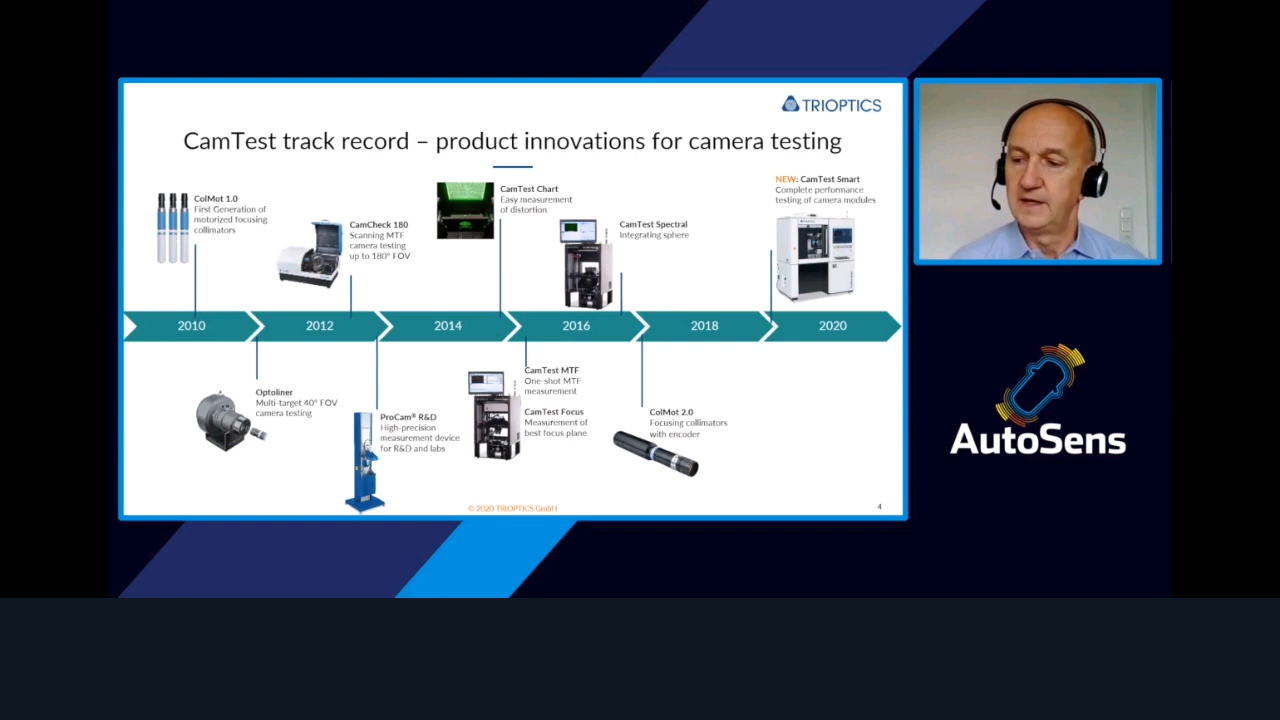 TRIOPTICS
CamTest track record – product innovations for camera testing
ColMot 1.0
First Generation of
motorized focusing
collimators
CamCheck 180
Scanning MTF
camera testing
up to 180° FOV
CamTest Chart
Easy measurement
of distortion
CamTest Spectral
Integrating sphere
NEW: CamTest Smart
Complete performance
testing of camera modules
2010
2012
2014
2016
2018
2020
Optoliner
Multi-target 40° FOV
camera testing
ProCam® R&D
High-precision
measurement device
for R&D and labs
CamTest MTF
One-shot MTF
measurement
CamTest Focus
Measurement of
best focus plane
ColMot 2.0
Focusing collimators
with encoder
© 2020 TRIOPTICS GmbH
4
AutoSens